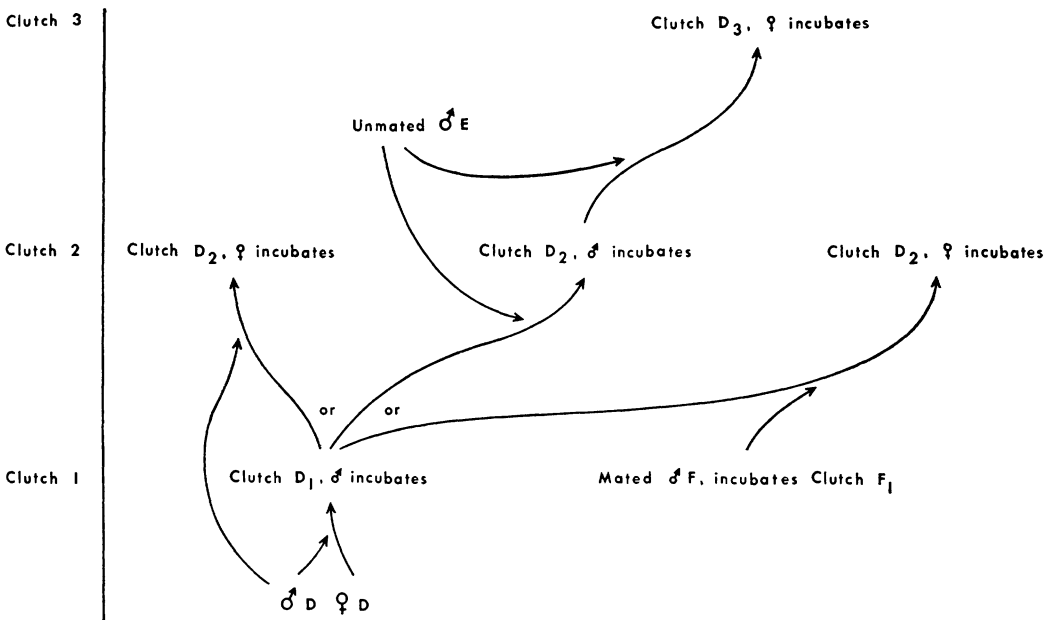 Clutch 3
Clutch D3, ♀ incubates
Unmated ♂ E
Clutch 2
Clutch D2, ♀ incubates
Clutch D2, ♂ incubates
Clutch D2, ♀ incubates
or
or
Clutch 1
Clutch D1, ♂ incubates
Mated ♂ F, incubates Clutch F1
♂ D ♀ D